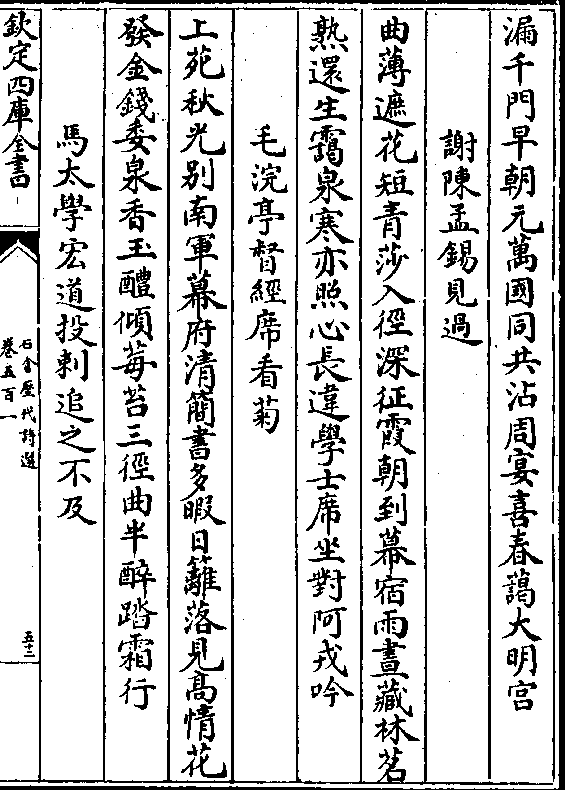 漏千門早朝元萬國同共沾周宴喜春藹大明宫
謝陳孟錫見過
曲薄遮花短青莎入徑深征霞朝到幕宿雨晝藏林茗
熟還生靄泉寒亦照心長違學士席坐對阿戎吟
毛浣亭督經席看菊
上苑秋光别南軍幕府清簡書多暇日籬落見高情花
發金錢委泉香玉醴傾莓苔三徑曲半醉踏霜行
馬太學宏道投刺追之不及
欽定四庫全書
石倉歷代詩選
卷五百一
五十二